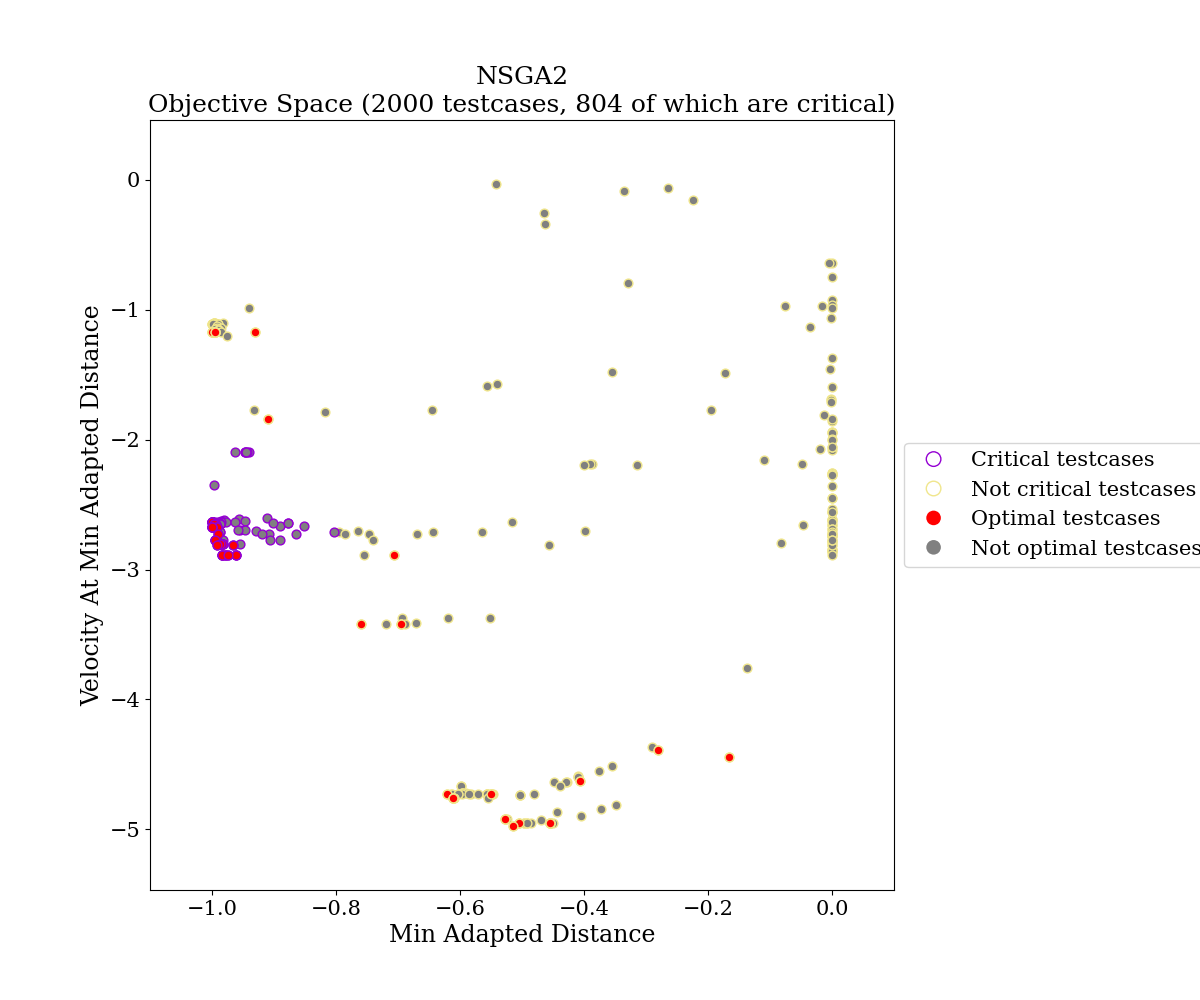 NSGA2
Objective Space (2000 testcases, 804 of which are critical)
0
−1
−2
−3
−4
−5
Velocity At Min Adapted Distance
−1.0 −0.8 −0.6 −0.4 −0.2 0.0
Min Adapted Distance
Critical testcases
Not critical testcases
Optimal testcases
Not optimal testcases